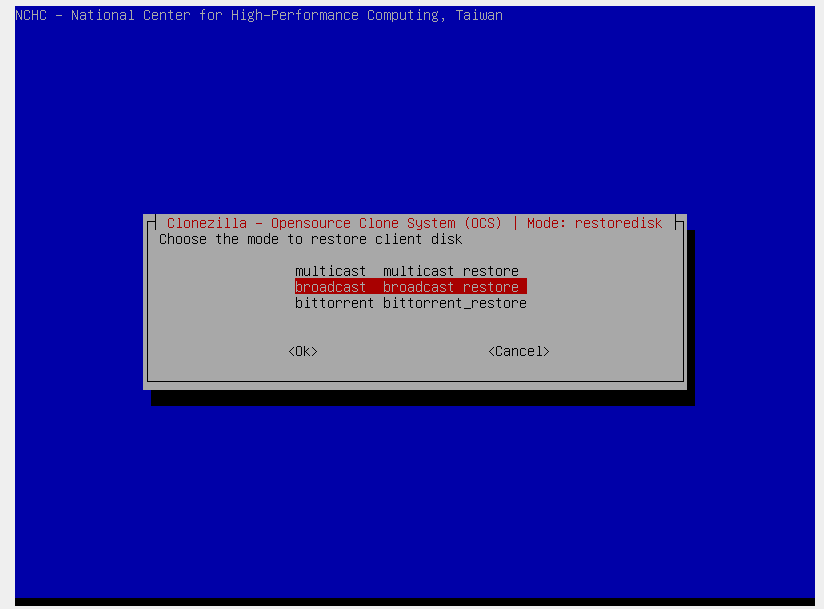 NCHC - National Center for High-Performance Computing, Taiwan
Clonezilla - Opensource Clone System (OCS) | Mode: restoredisk
Choose the mode to restore client disk
multicast multicast restore
broadcast broadcast restore
bittorrent bittorrent_restore
<Ok> <Cancel>